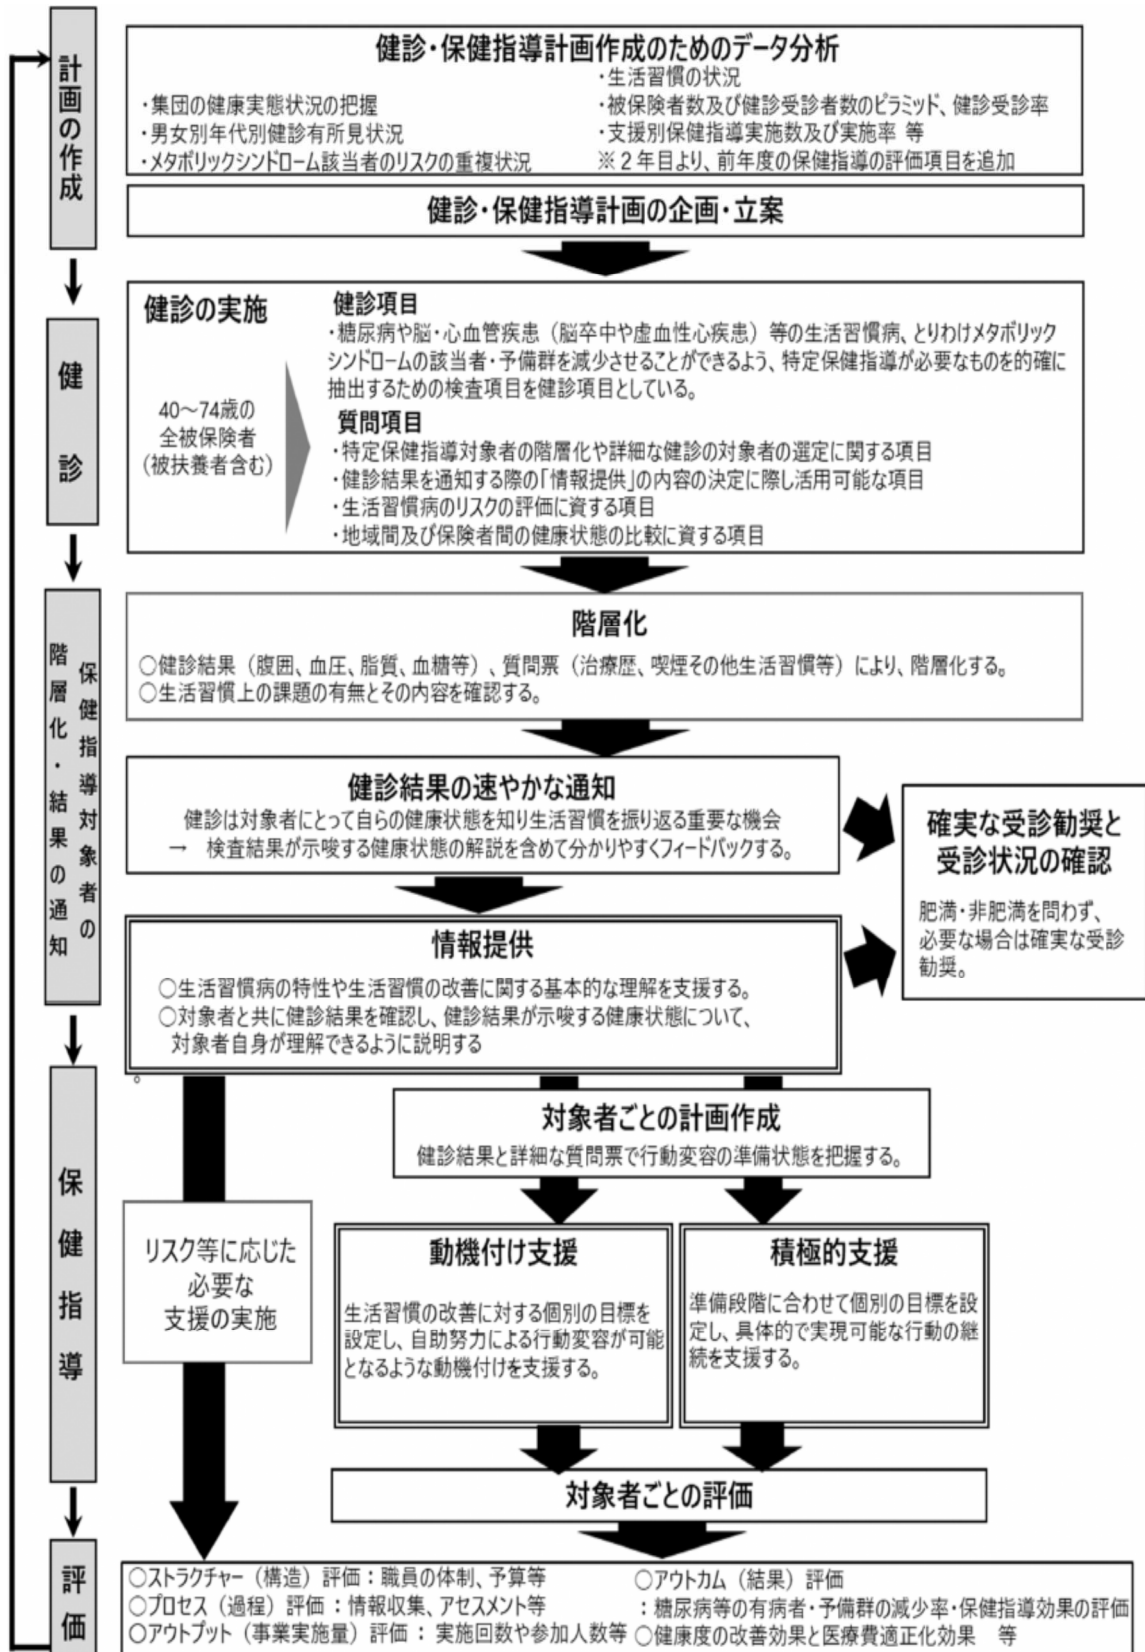 計画の作成
健診・保健指導計画作成のためのデータ分析
・集団の健康実態状況の把握
・男女別年代別健診有所見状況
・メタボリックシンドローム該当者のリスクの重複状況
・生活習慣の状況
・被保険者数及び健診受診者数のピラミッド、健診受診率
・支援別保健指導実施数及び実施率 等
※２年目より、前年度の保健指導の評価項目を追加
健診・保健指導計画の企画・立案
健診
健診の実施
40～74歳の
全被保険者
(被扶養者含む)
健診項目
・糖尿病や脳・心血管疾患（脳卒中や虚血性心疾患）等の生活習慣病、とりわけメタボリック
シンドロームの該当者・予備群を減少させることができるよう、特定保健指導が必要なものを的確に
抽出するための検査項目を健診項目としている。
質問項目
・特定保健指導対象者の階層化や詳細な健診の対象者の選定に関する項目
・健診結果を通知する際の「情報提供」の内容の決定に際し活用可能な項目
・生活習慣病のリスクの評価に資する項目
・地域間及び保険者間の健康状態の比較に資する項目
保健指導対象者の
階層化・結果の通知
階層化
○健診結果（腹囲、血圧、脂質、血糖等）、質問票（治療歴、喫煙その他生活習慣等）により、階層化する。
○生活習慣上の課題の有無とその内容を確認する。
健診結果の速やかな通知
健診は対象者にとって自らの健康状態を知り生活習慣を振り返る重要な機会
→ 検査結果が示唆する健康状態の解説を含めて分かりやすくフィードバックする。
確実な受診勧奨と
受診状況の確認
肥満・非肥満を問わず、
必要な場合は確実な受診
勧奨。
情報提供
○生活習慣病の特性や生活習慣の改善に関する基本的な理解を支援する。
○対象者と共に健診結果を確認し、健診結果が示唆する健康状態について、
対象者自身が理解できるように説明する
。
保健指導
対象者ごとの計画作成
健診結果と詳細な質問票で行動変容の準備状態を把握する。
リスク等に応じた
必要な
支援の実施
動機付け支援
生活習慣の改善に対する個別の目標を
設定し、自助努力による行動変容が可能
となるような動機付けを支援する。
積極的支援
準備段階に合わせて個別の目標を設
定し、具体的で実現可能な行動の継
続を支援する。
対象者ごとの評価
評価
○ストラクチャー（構造）評価：職員の体制、予算等
○プロセス（過程）評価：情報収集、アセスメント等
○アウトプット（事業実施量）評価：実施回数や参加人数等
○アウトカム（結果）評価
：糖尿病等の有病者・予備群の減少率・保健指導効果の評価
○健康度の改善効果と医療費適正化効果 等